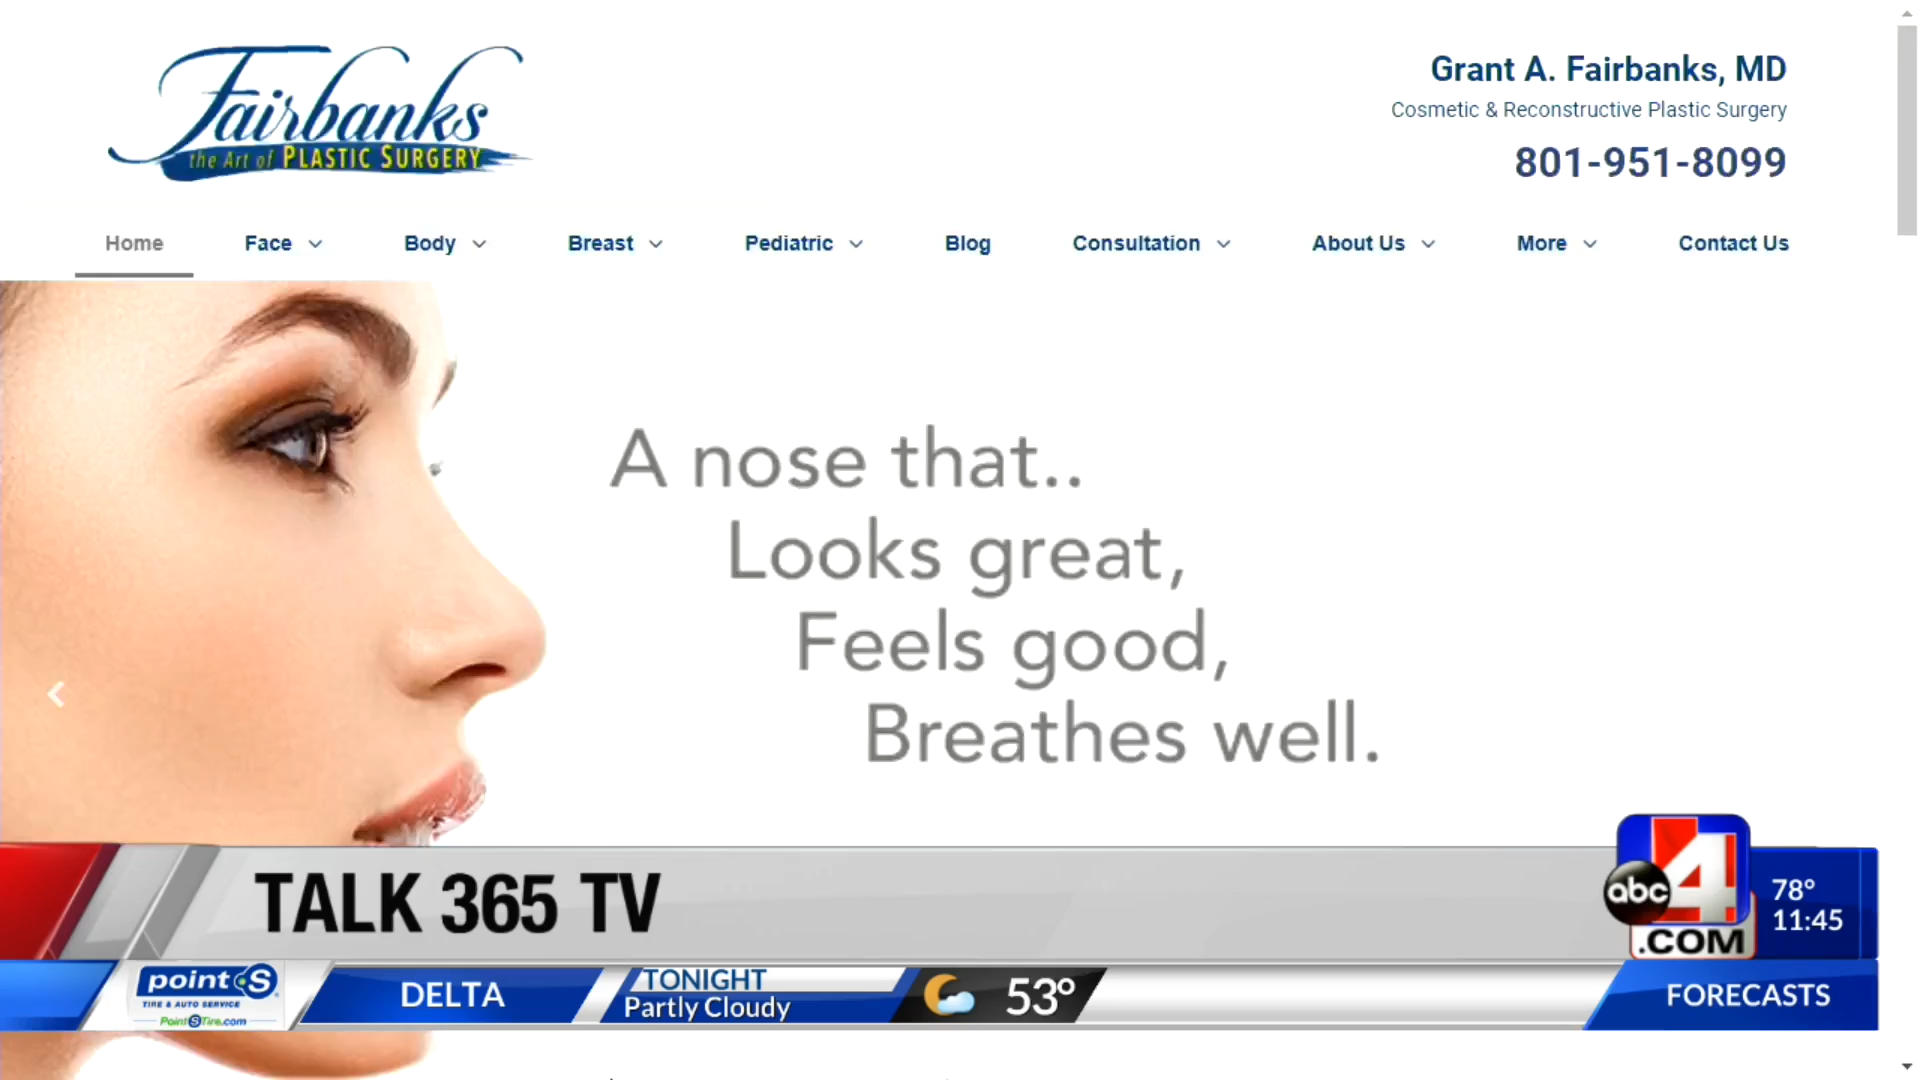 Fairbanks
the Art of PLASTIC SURGERY
Grant A. Fairbanks, MD
Cosmetic & Reconstructive Plastic Surgery
801-951-8099
Home Face Body Breast Pediatric Blog Consultation About Us More Contact Us
A nose that..
Looks great,
Feels good,
Breathes well.
TALK 365 TV
abc 4
.COM
78°
11:45
point S
TIRE & AUTO SERVICE
PointSTire.com
DELTA
TONIGHT
Partly Cloudy
53°
FORECASTS